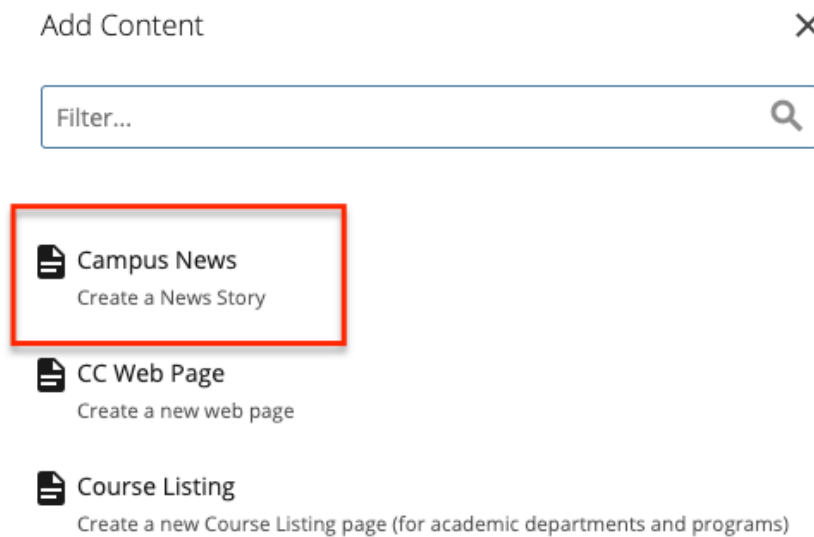 Add Content
Filter...
Campus News
Create a News Story
CC Web Page
Create a new web page
Course Listing
Create a new Course Listing page (for academic departments and programs)